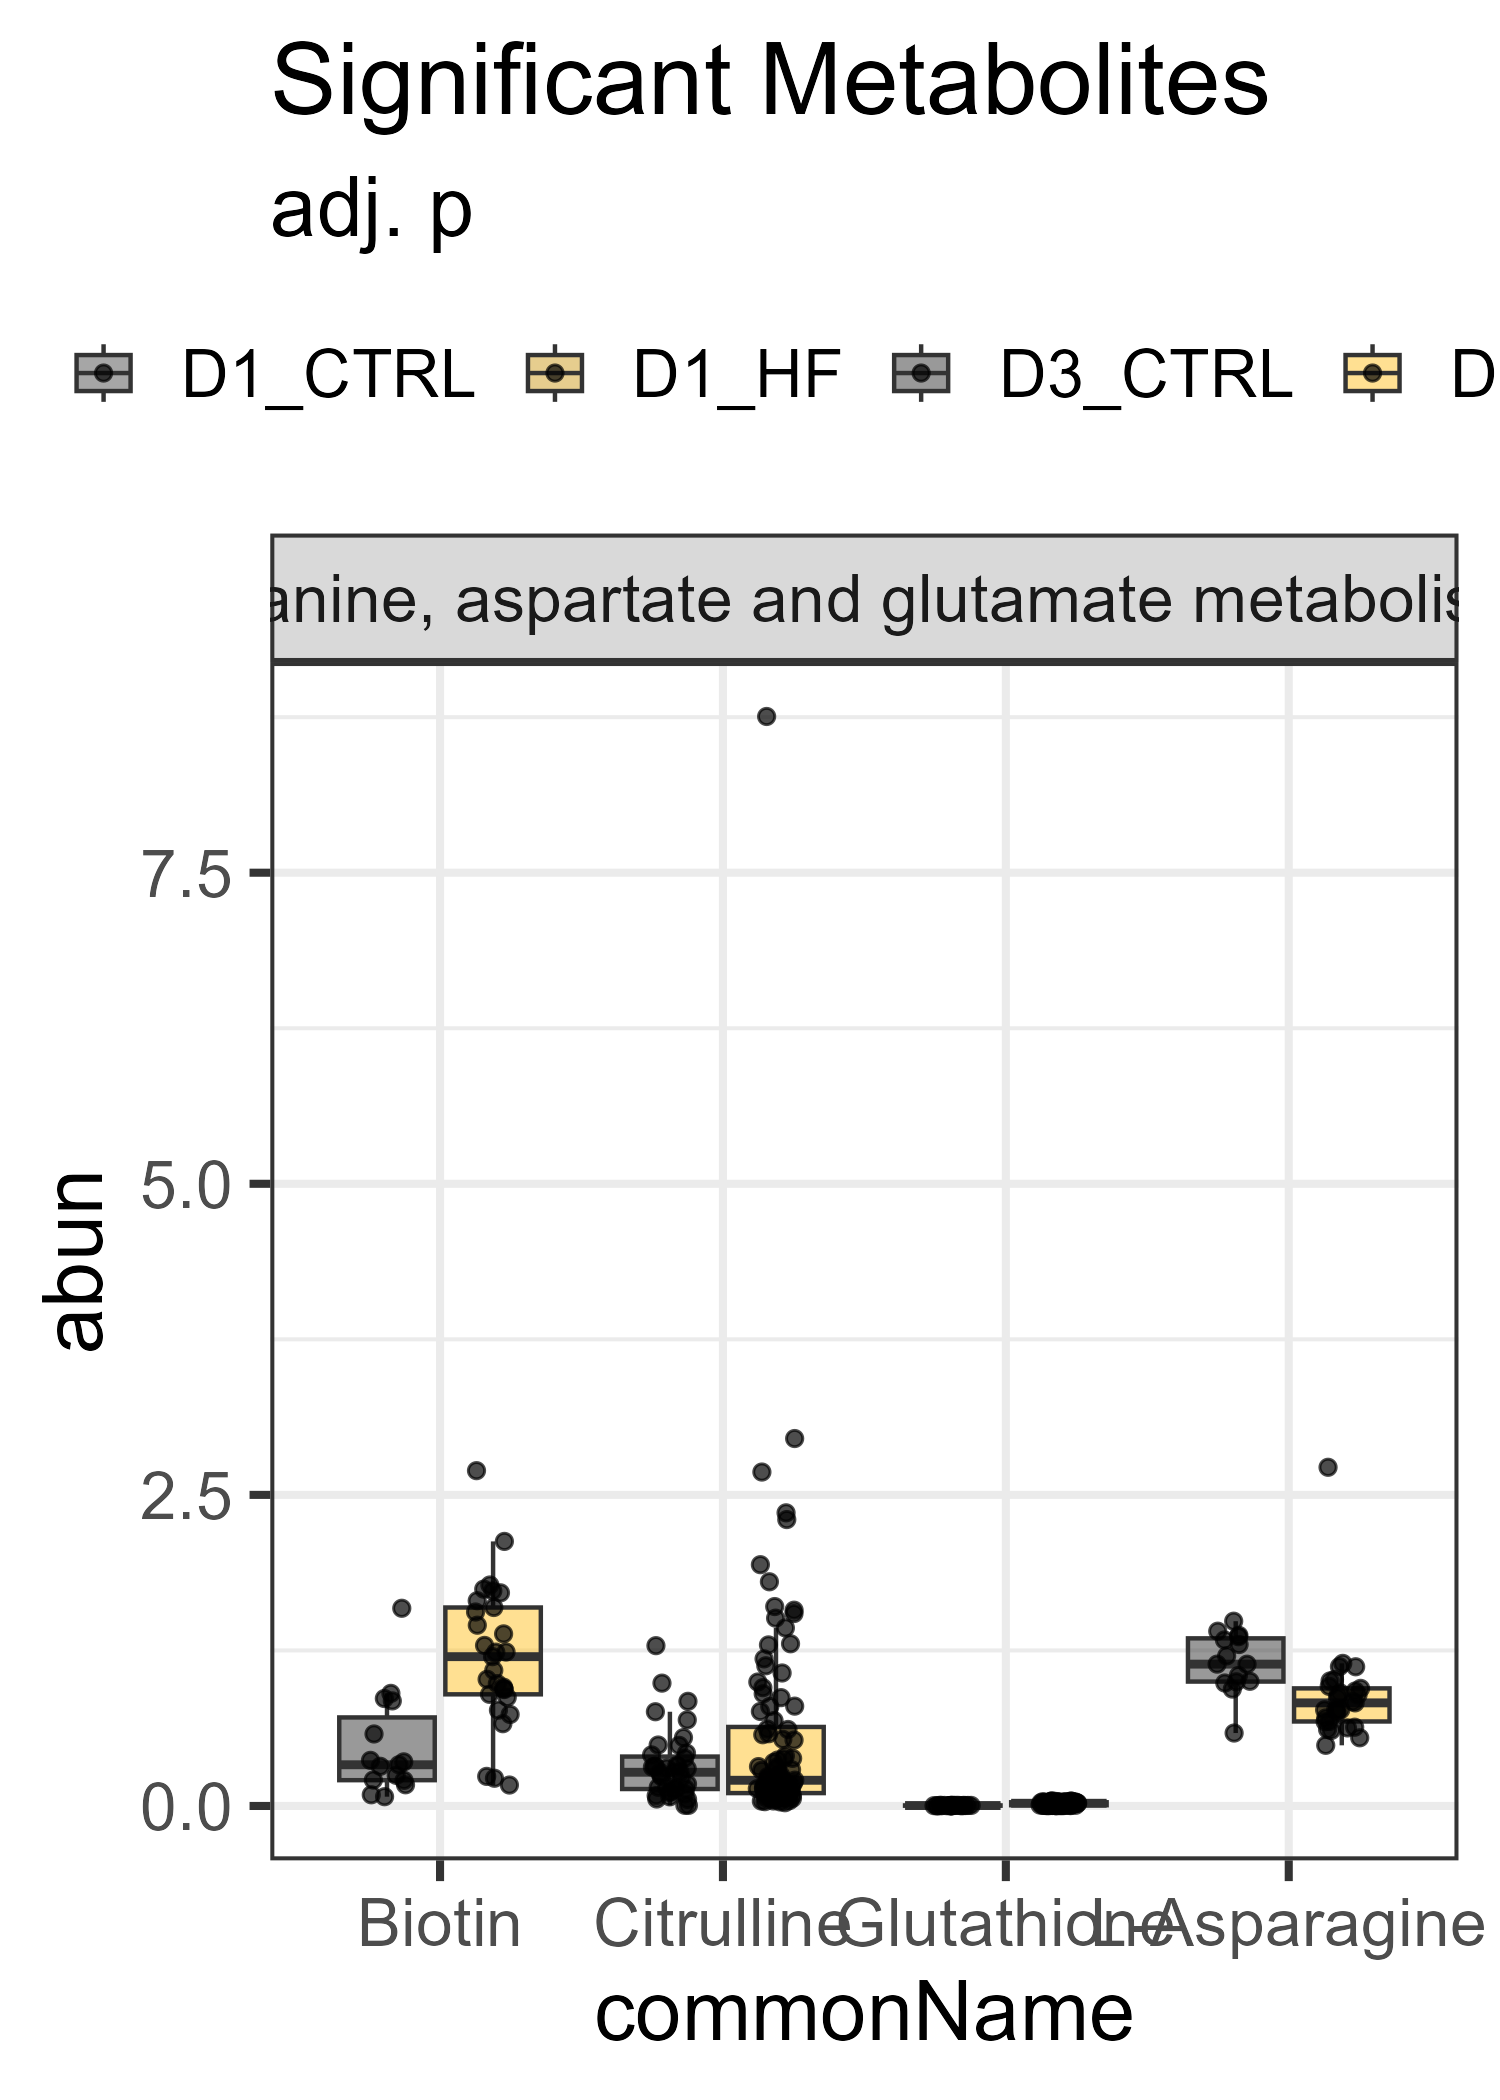 Significant Metabolites
adj. p
D1_CTRL D1_HF D3_CTRL D
anine, aspartate and glutamate metabolis
7.5
5.0
2.5
0.0
abun
Biotin Citrulline Glutathione L-Asparagine
commonName